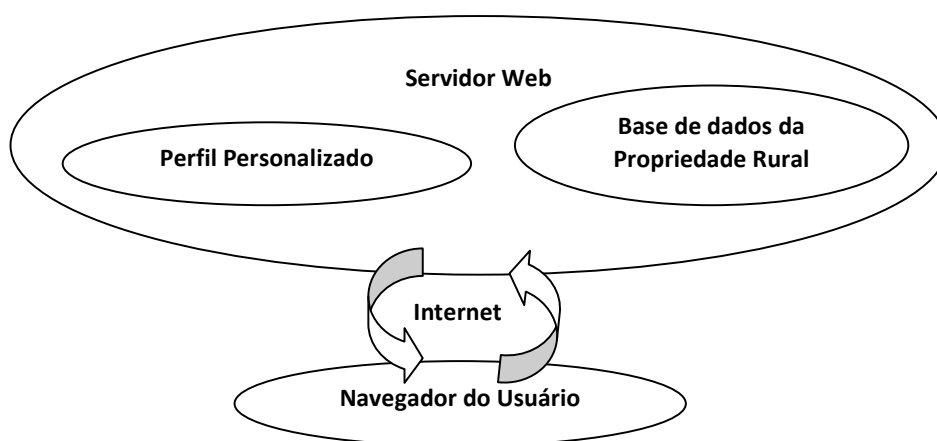 Servidor Web
Perfil Personalizado
Base de dados da
Propriedade Rural
Internet
Navegador do Usuário